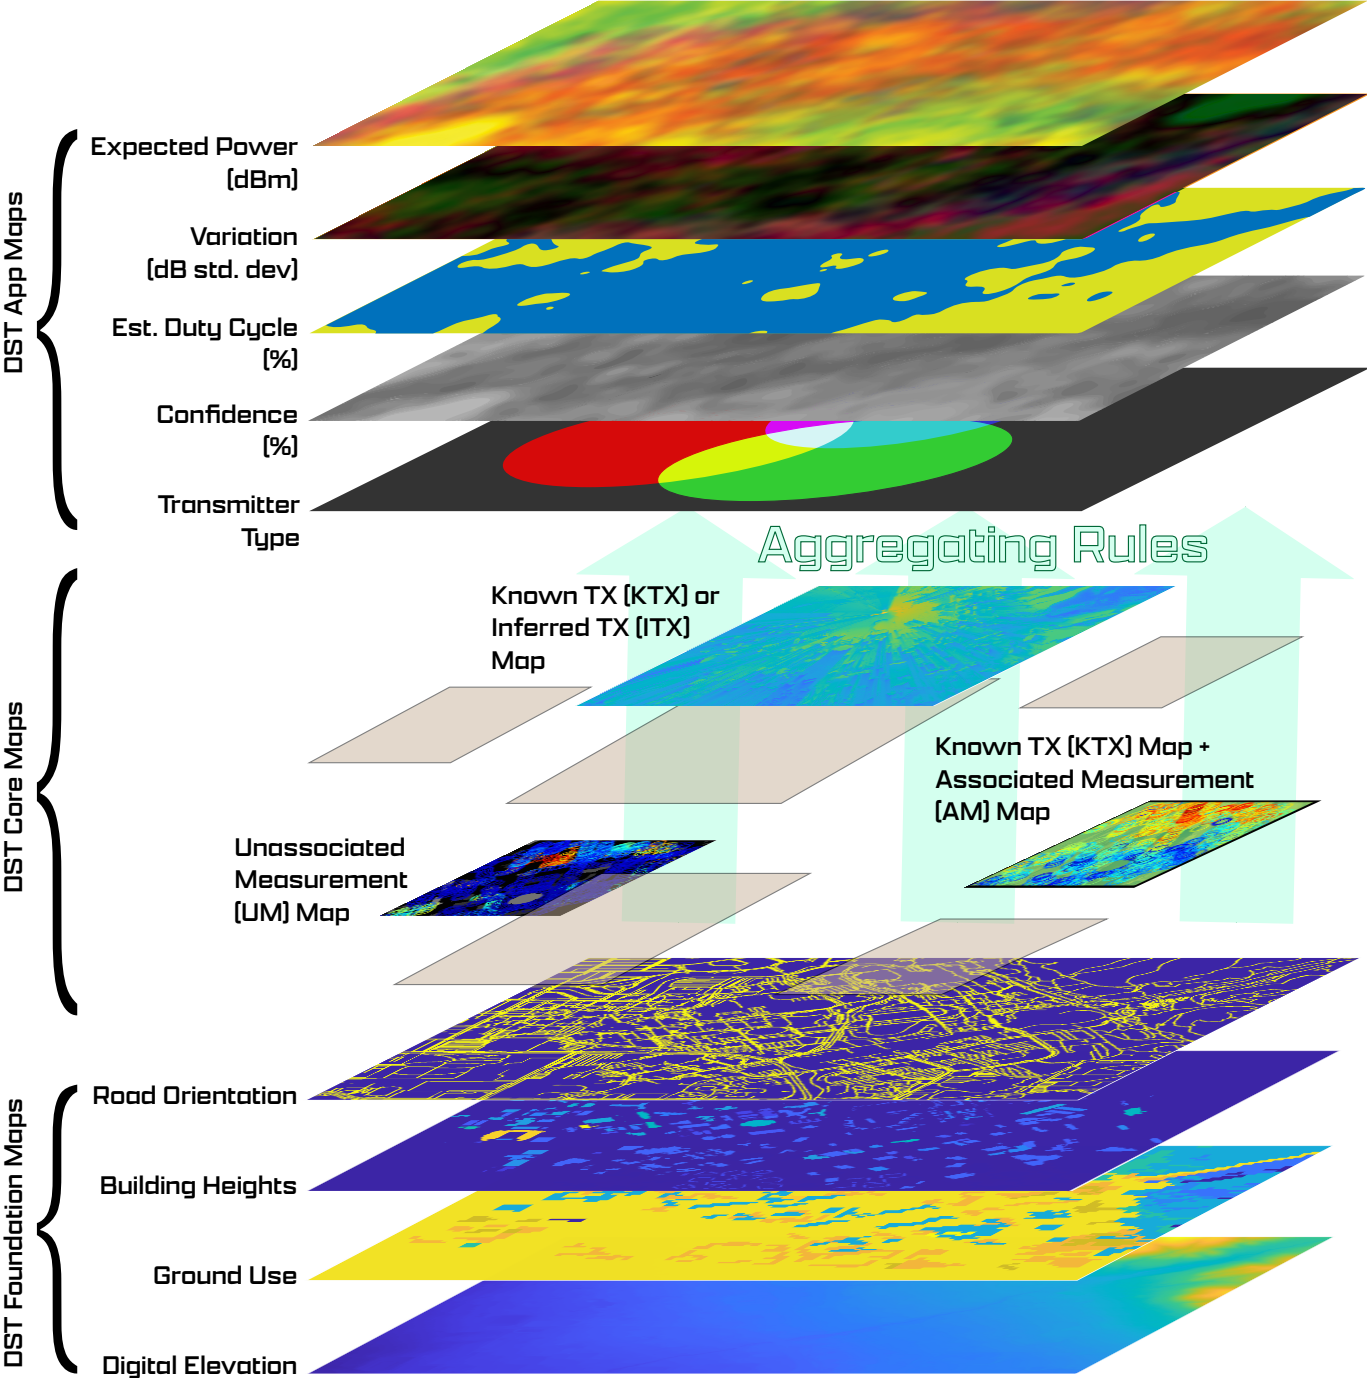 DST App Maps
Expected Power
(dBm)
Variation
(dB std. dev)
Est. Duty Cycle
(%)
Confidence
(%)
Transmitter
Type
Aggregating Rules
DST Core Maps
Known TX (KTX) or
Inferred TX (ITX)
Map
Known TX (KTX) Map +
Associated Measurement
(AM) Map
Unassociated
Measurement
(UM) Map
DST Foundation Maps
Road Orientation
Building Heights
Ground Use
Digital Elevation